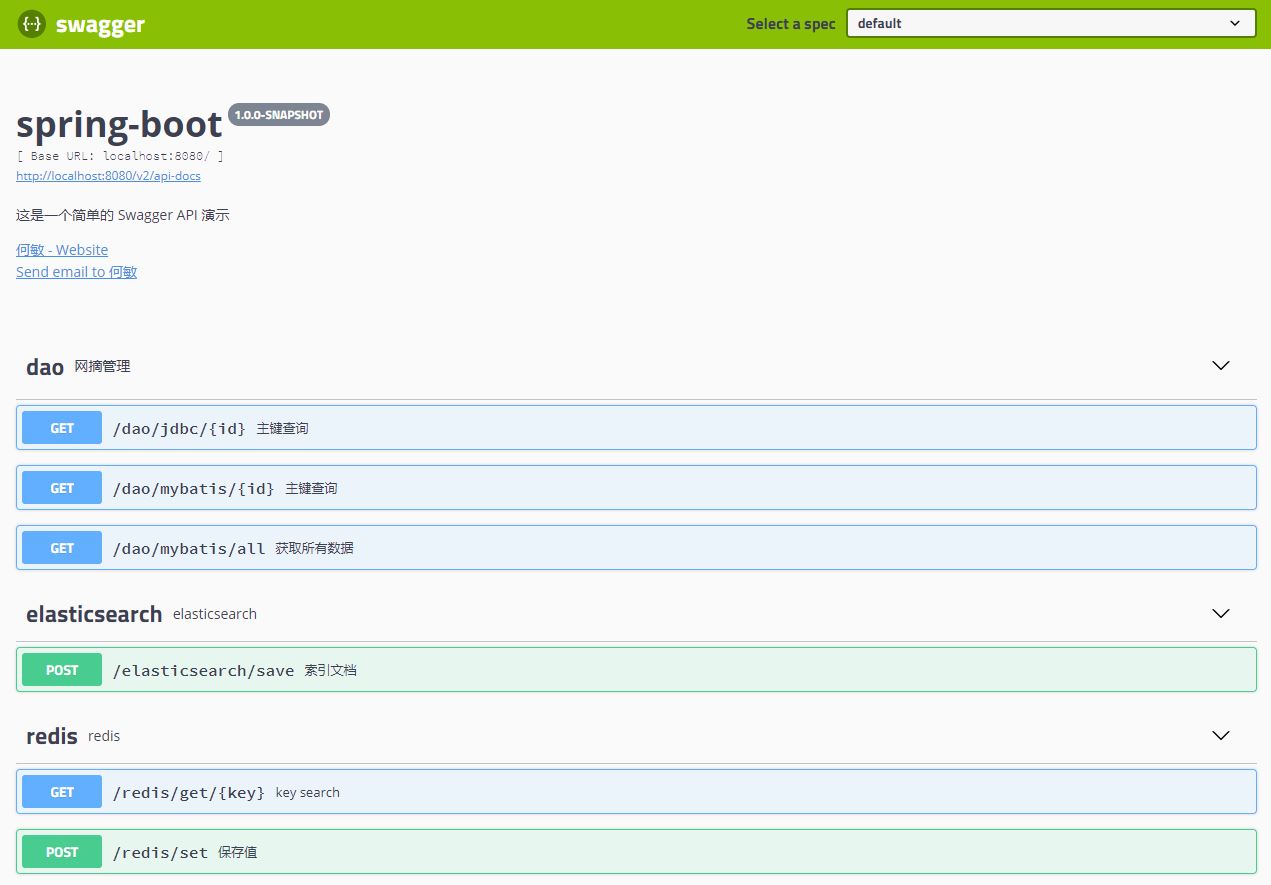 swagger Select a spec default
spring-boot 1.0.0-SNAPSHOT
[ Base URL: localhost:8080/ ]
http://localhost:8080/v2/api-docs
这是一个简单的 Swagger API 演示
何敏 - Website
Send email to 何敏
dao 网摘管理
GET /dao/jdbc/{id} 主键查询
GET /dao/mybatis/{id} 主键查询
GET /dao/mybatis/all 获取所有数据
elasticsearch elasticsearch
POST /elasticsearch/save 索引文档
redis redis
GET /redis/get/{key} key search
POST /redis/set 保存值